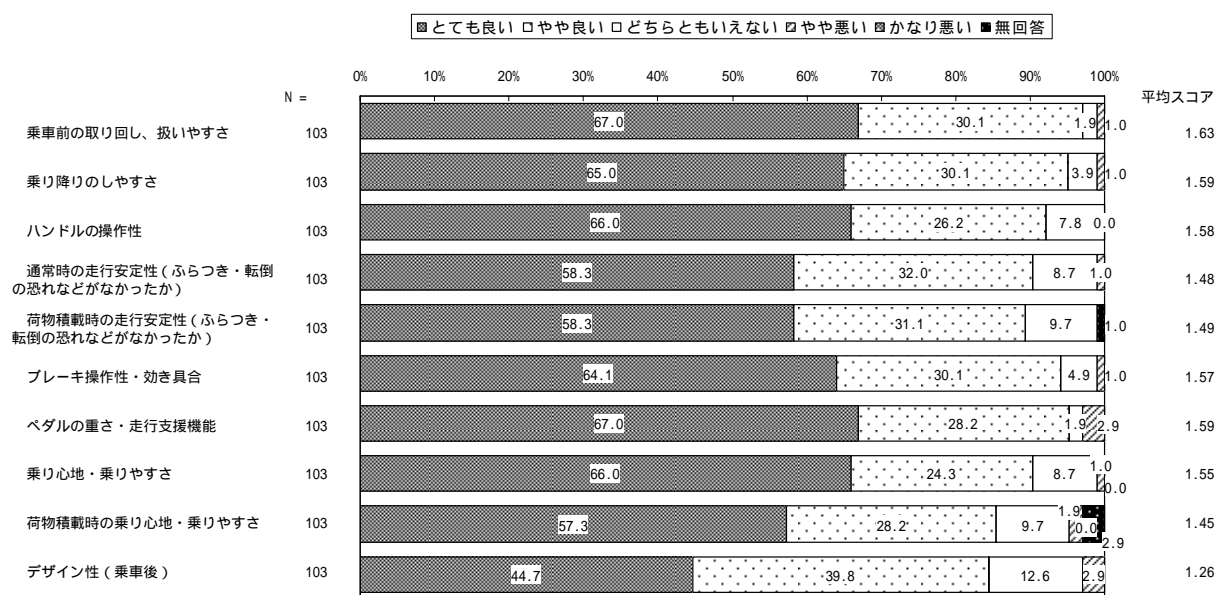 とても良い やや良い どちらともいえない やや悪い かなり悪い 無回答
0% 10% 20% 30% 40% 50% 60% 70% 80% 90% 100%
N = 平均スコア
乗車前の取り回し、扱いやすさ 103 67.0 30.1 1.9 1.0 1.63
乗り降りのしやすさ 103 65.0 30.1 3.9 1.0 1.59
ハンドルの操作性 103 66.0 26.2 7.8 0.0 1.58
通常時の走行安定性(ふらつき・転倒
の恐れなどがなかったか) 103 58.3 32.0 8.7 1.0 1.48
荷物積載時の走行安定性(ふらつき・
転倒の恐れなどがなかったか) 103 58.3 31.1 9.7 1.0 1.49
ブレーキ操作性・効き具合 103 64.1 30.1 4.9 1.0 1.57
ペダルの重さ・走行支援機能 103 67.0 28.2 1.9 2.9 1.59
乗り心地・乗りやすさ 103 66.0 24.3 8.7 1.0 0.0 1.55
荷物積載時の乗り心地・乗りやすさ 103 57.3 28.2 9.7 1.9 0.0 2.9 1.45
デザイン性(乗車後) 103 44.7 39.8 12.6 2.9 1.26